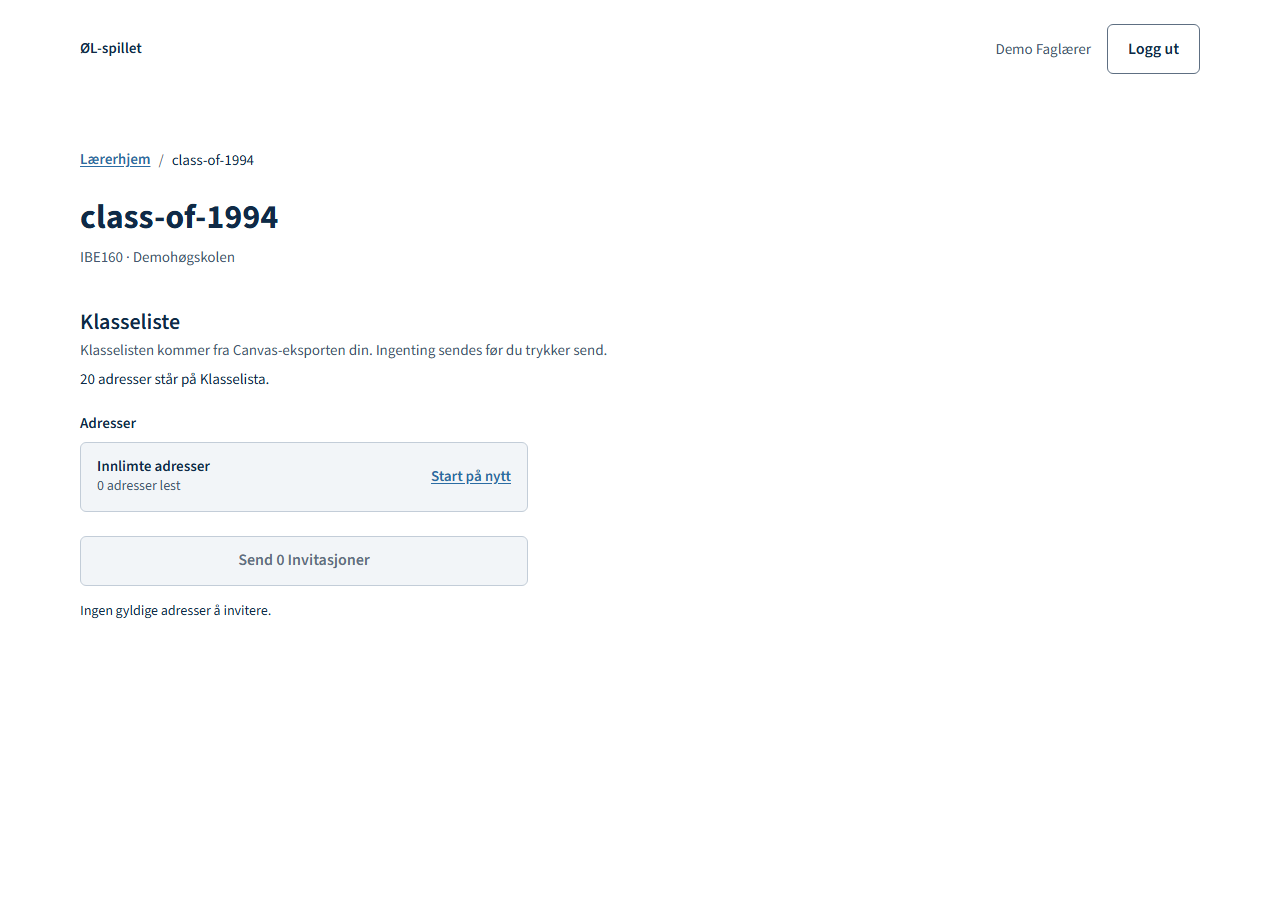 ØL-spillet
Demo Faglærer
Logg ut
Lærerhjem / class-of-1994
class-of-1994
IBE160 · Demohøgskolen
Klasseliste
Klasselisten kommer fra Canvas-eksporten din. Ingenting sendes før du trykker send.
20 adresser står på Klasselista.
Adresser
Innlimte adresser
0 adresser lest
Start på nytt
Send 0 Invitasjoner
Ingen gyldige adresser å invitere.